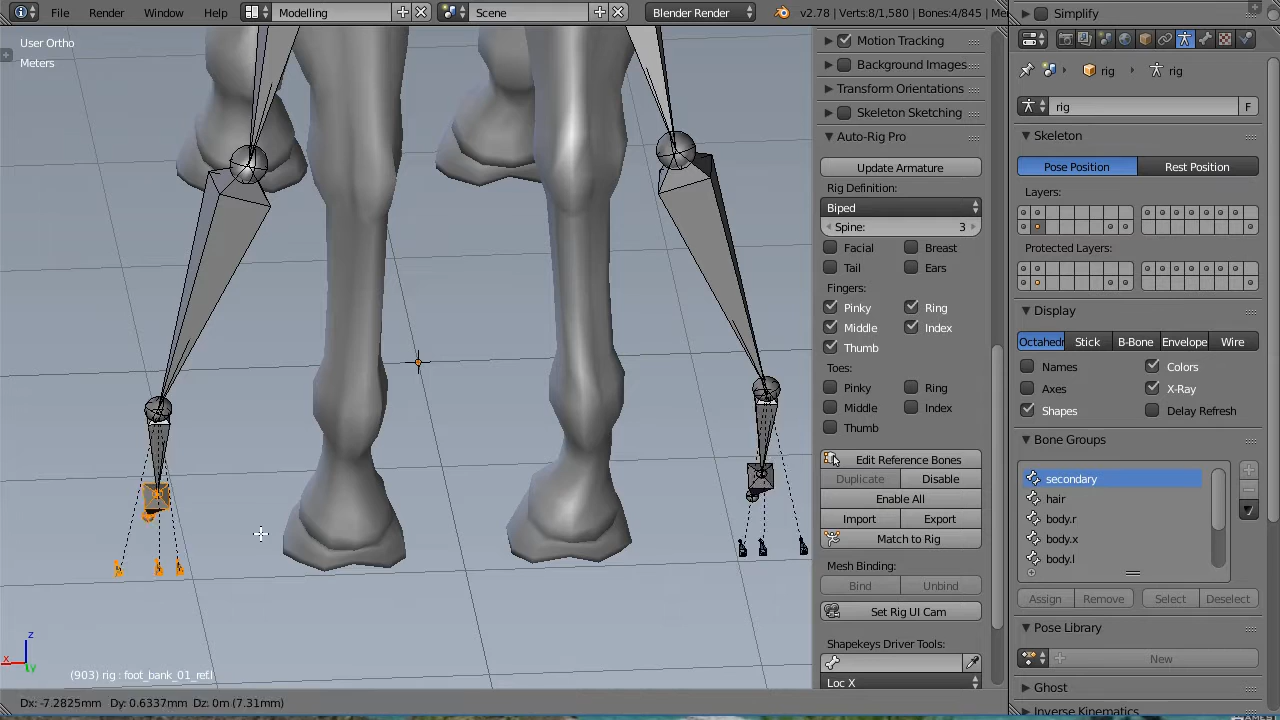 File Render Window Help Modelling Scene Blender Render v2.78 | Verts:8/1,580 | Bones:4/845 | Me
User Ortho
Meters
(903) rig : foot_bank_01_ref.l
Dx: -7.2825mm Dy: 0.6337mm Dz: 0m (7.31mm)
Motion Tracking
Background Images
Transform Orientations
Skeleton Sketching
Auto-Rig Pro
Update Armature
Rig Definition:
Biped
Spine: 3
Facial Breast
Tail Ears
Fingers:
Pinky Ring
Middle Index
Thumb
Toes:
Pinky Ring
Middle Index
Thumb
Edit Reference Bones
Duplicate Disable
Enable All
Import Export
Match to Rig
Mesh Binding:
Bind Unbind
Set Rig UI Cam
Shapekeys Driver Tools:
Loc X
Simplify
rig rig
rig F
Skeleton
Pose Position Rest Position
Layers:
Protected Layers:
Display
Octahedr Stick B-Bone Envelope Wire
Names Colors
Axes X-Ray
Shapes Delay Refresh
Bone Groups
secondary
hair
body.r
body.x
body.l
Assign Remove Select Deselect
Pose Library
New
Ghost
Inverse Kinematics
x
y
z